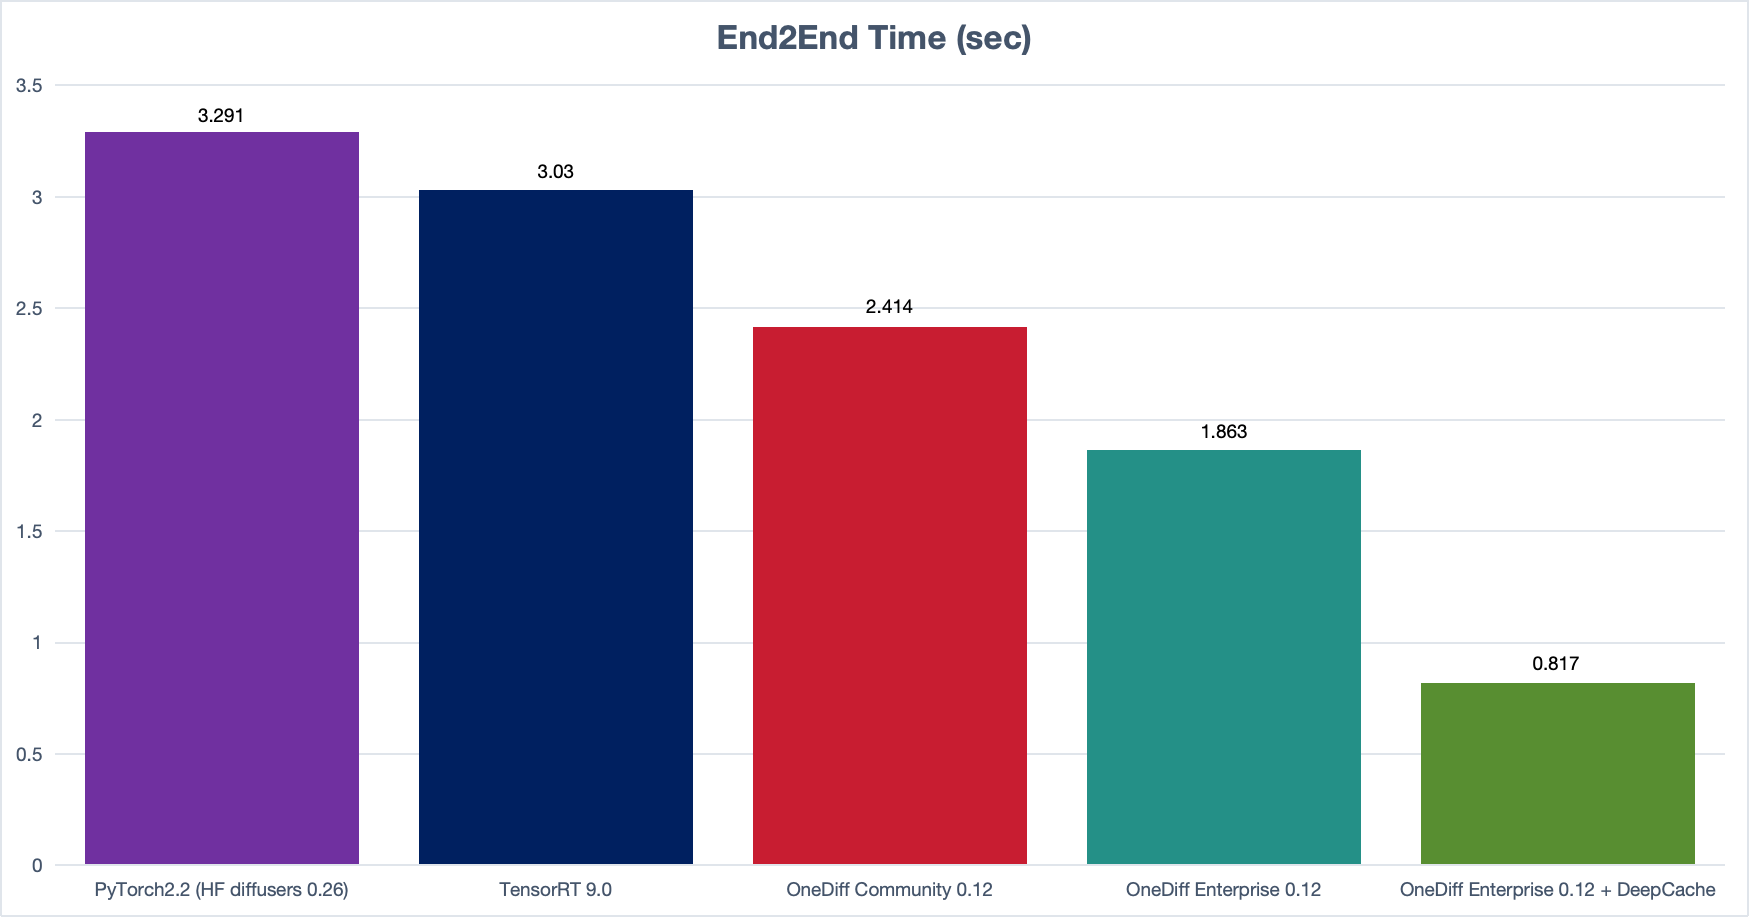 End2End Time (sec)
3.5
3
2.5
2
1.5
1
0.5
0
3.291
3.03
2.414
1.863
0.817
PyTorch2.2 (HF diffusers 0.26)
TensorRT 9.0
OneDiff Community 0.12
OneDiff Enterprise 0.12
OneDiff Enterprise 0.12 + DeepCache